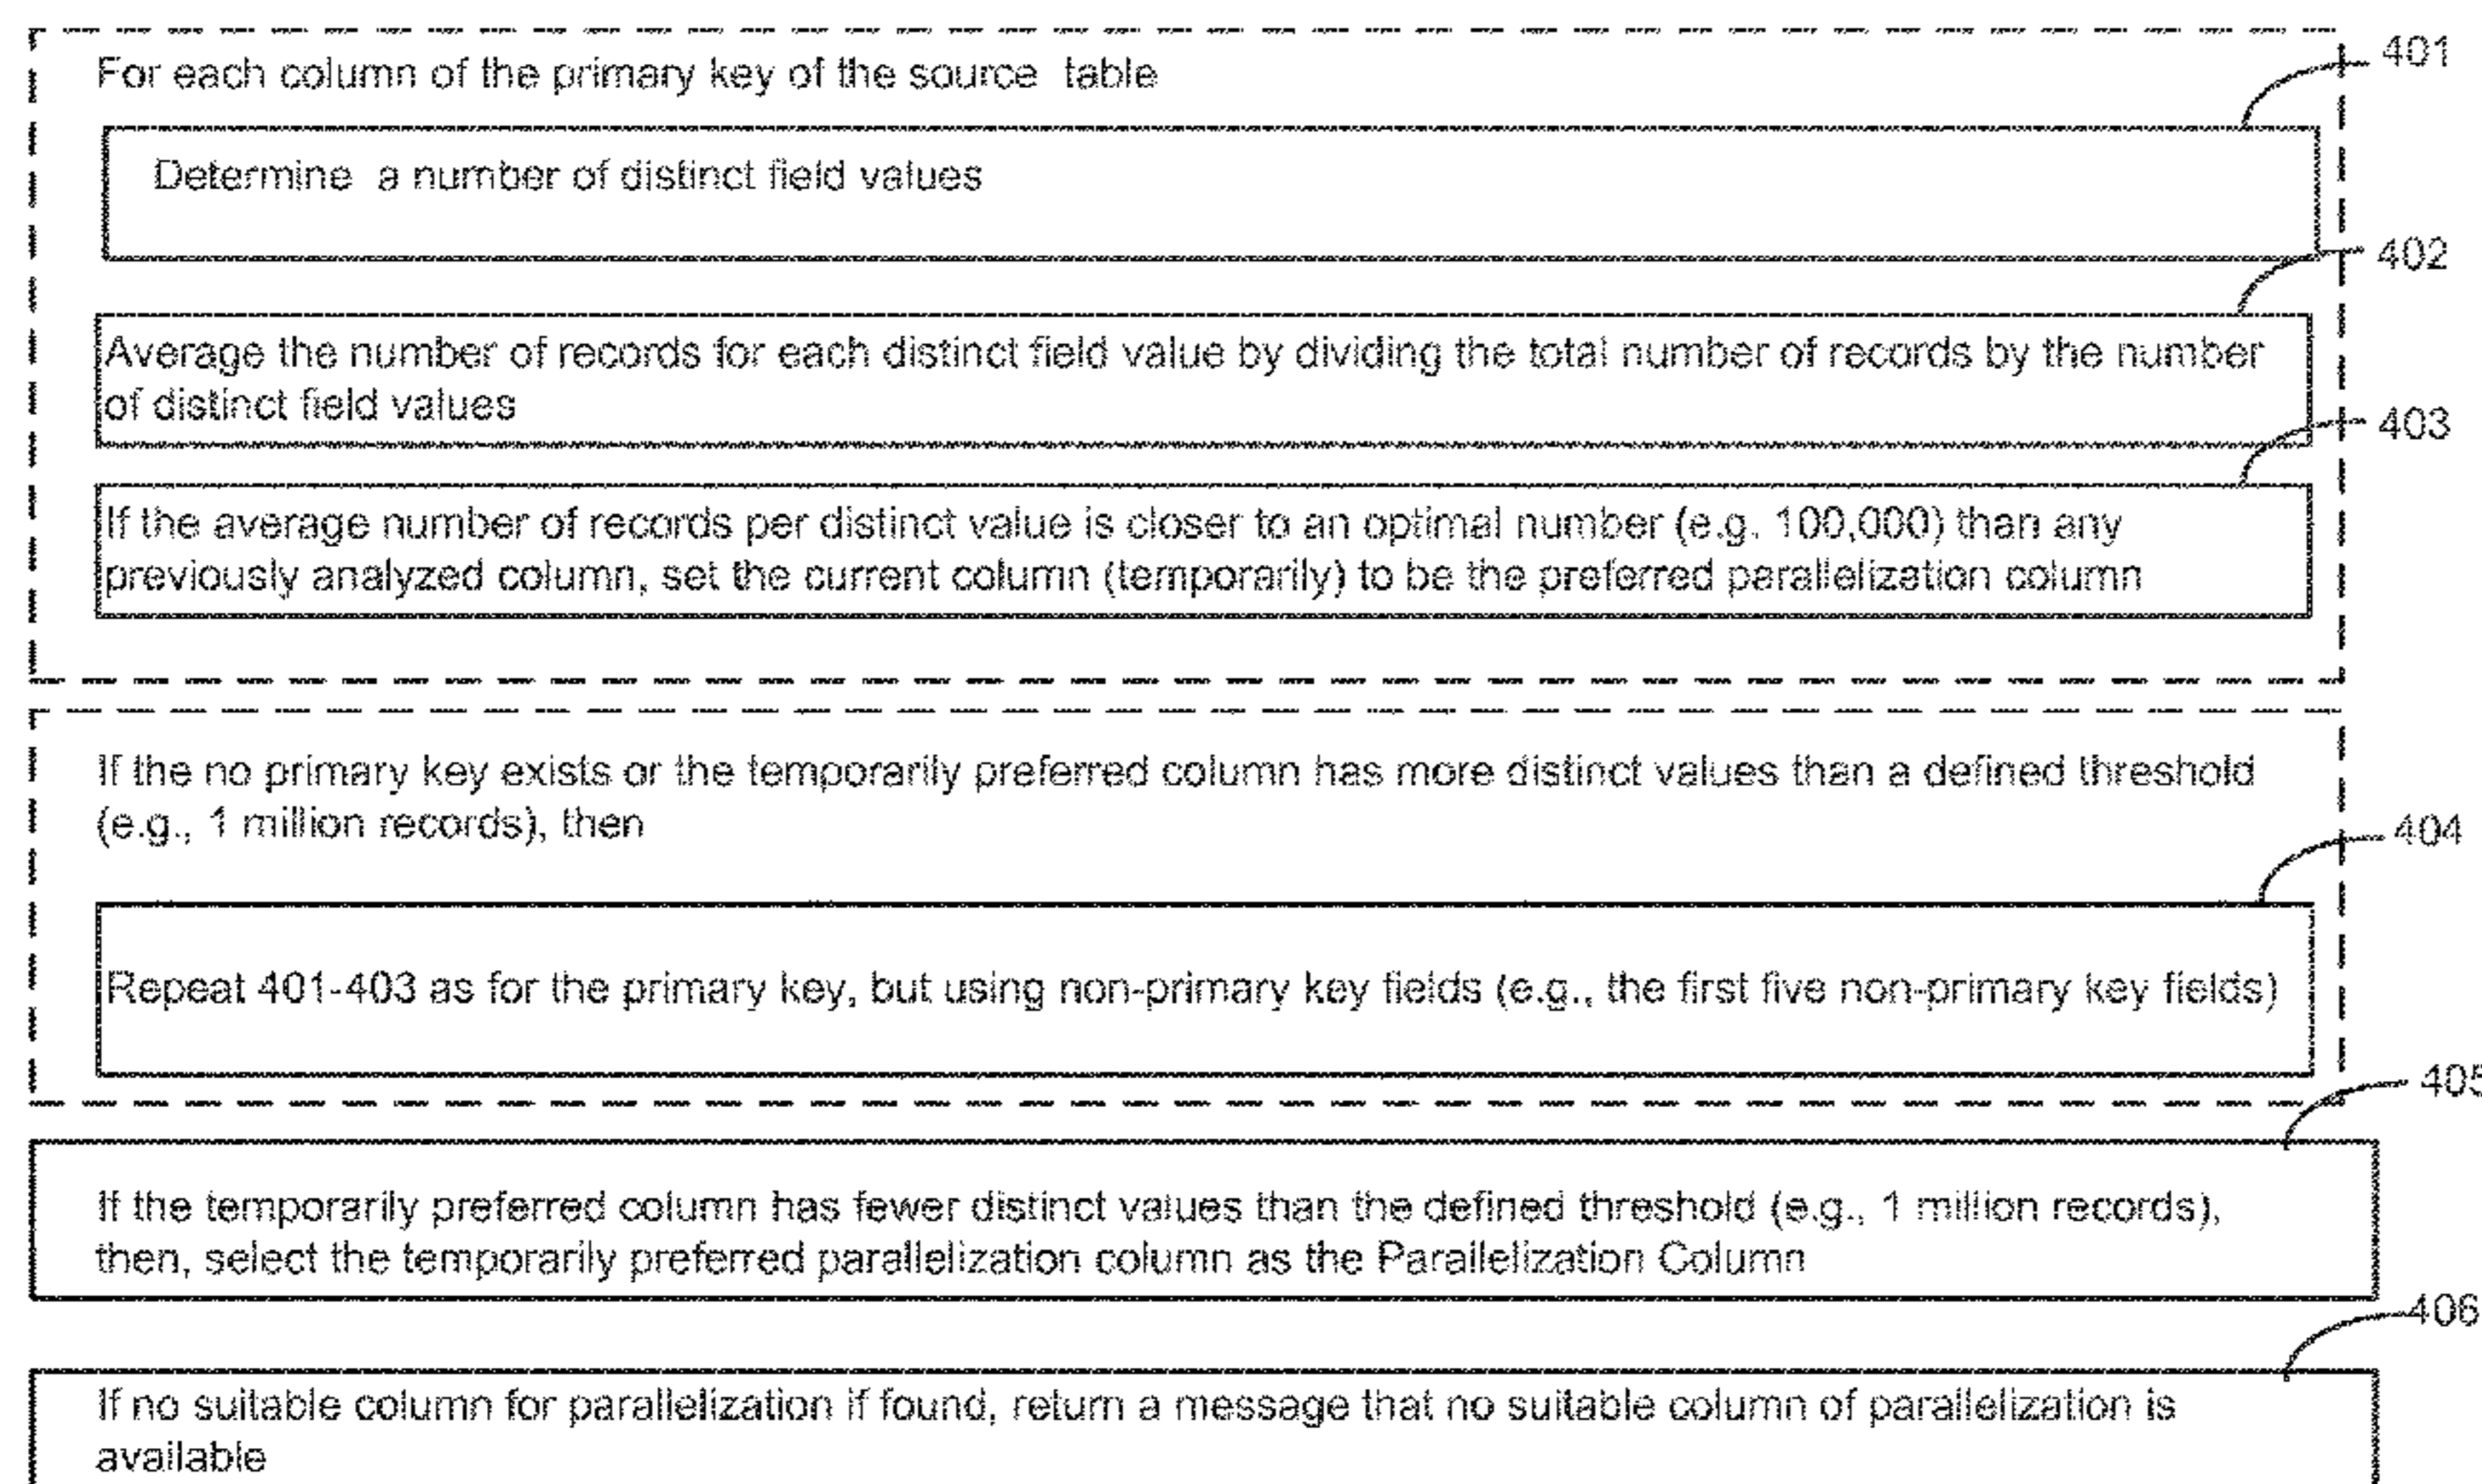 For each column of the primary key of the source table
401
Determine a number of distinct field values
402
Average the number of records for each distinct field value by dividing the total number of records by the number
of distinct field values
403
If the average number of records per distinct value is closer to an optimal number (e.g. 100,000) than any
previously analyzed column, set the current column (temporarily) to be the preferred parallelization column
If the no primary key exists or the temporarily preferred column has more distinct values than a defined threshold
(e.g., 1 million records), then
404
Repeat 401-403 as for the primary key, but using non-primary key fields (e.g., the first five non-primary key fields)
405
If the temporarily preferred column has fewer distinct values than the defined threshold (e.g., 1 million records),
then, select the temporarily preferred parallelization column as the Parallelization Column
406
If no suitable column for parallelization if found, return a message that no suitable column of parallelization is
available